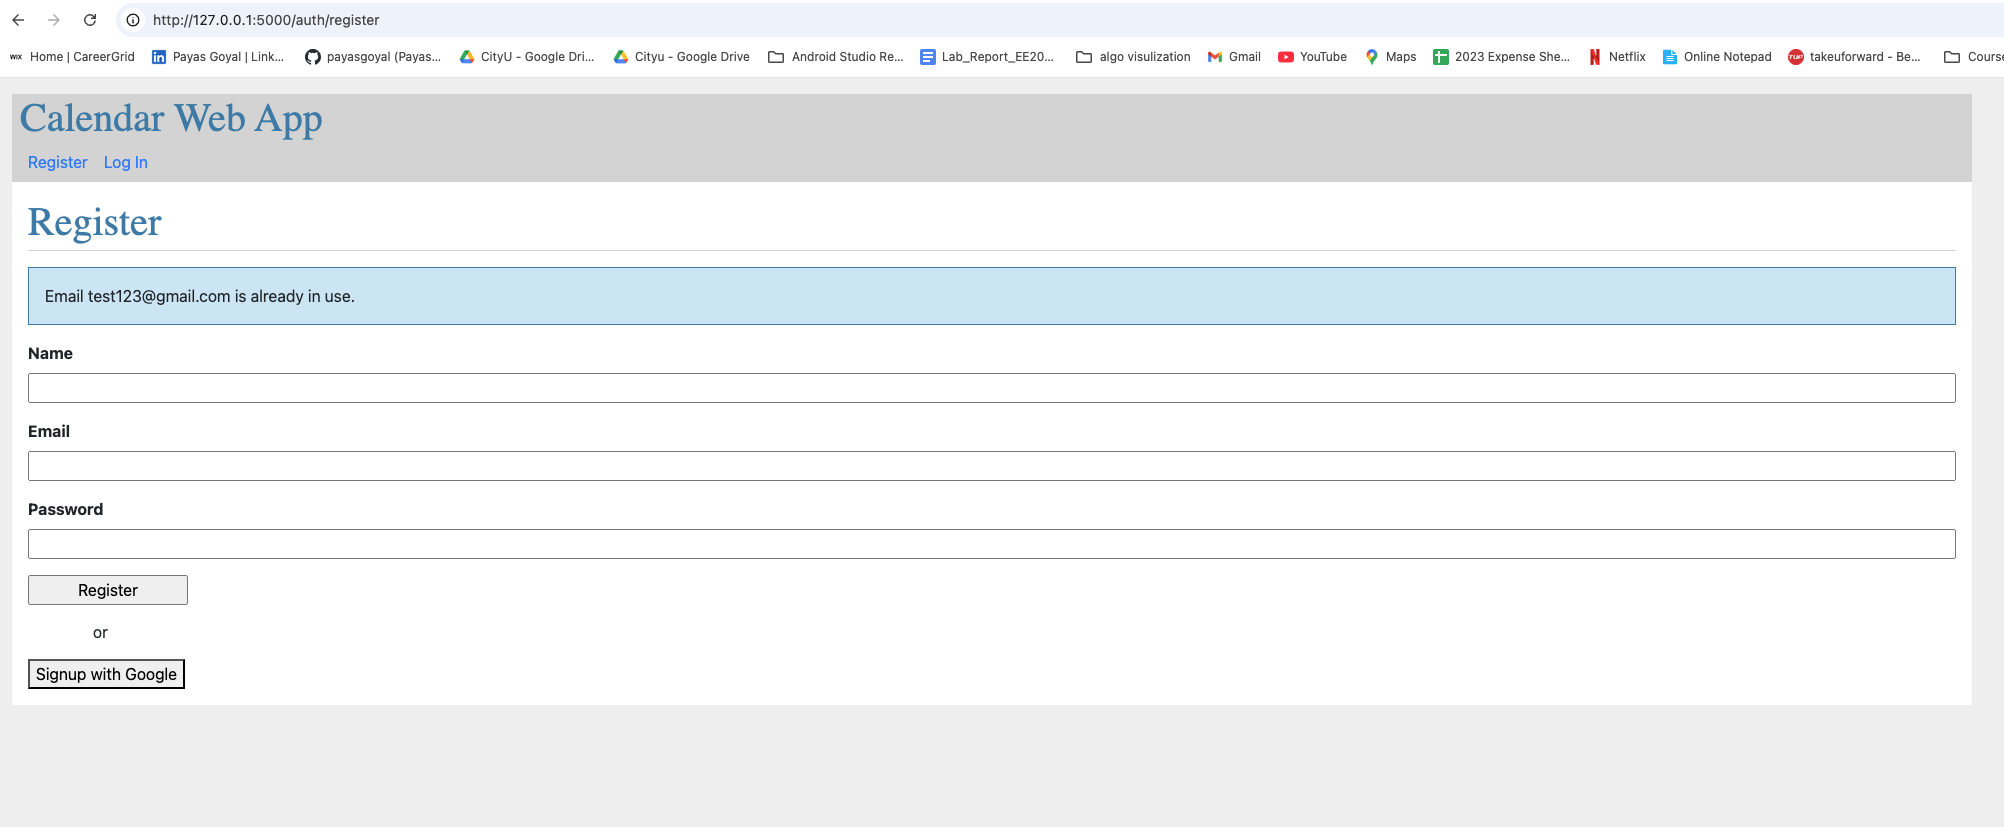 http://127.0.0.1:5000/auth/register
WIX Home | CareerGrid in Payas Goyal | Link... payasgoyal (Payas... CityU - Google Dri... Cityu - Google Drive Android Studio Re... Lab_Report_EE20... algo visulization Gmail YouTube Maps 2023 Expense She... Netflix Online Notepad TUF takeuforward - Be... Course
Calendar Web App
Register Log In
Register
Email test123@gmail.com is already in use.
Name
Email
Password
Register
or
Signup with Google